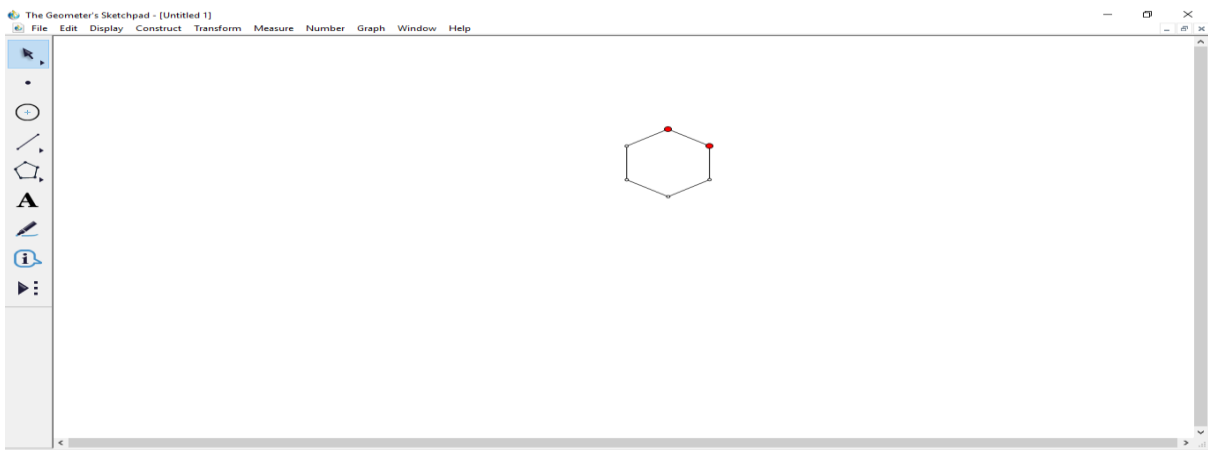 The Geometer's Sketchpad - [Untitled 1]
File Edit Display Construct Transform Measure Number Graph Window Help
A
i